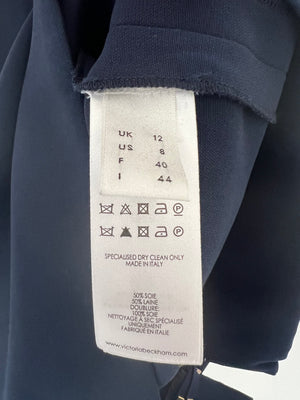 UK 12
US 8
F 40
I 44
SPECIALISED DRY CLEAN ONLY
MADE IN ITALY
50% SOIE
50% LAINE
DOUBLURE:
100% SOIE
NETTOYAGE À SEC SPÉCIALISÉ
UNIQUEMENT
FABRIQUÉ EN ITALIE
www.victoriabeckham.com